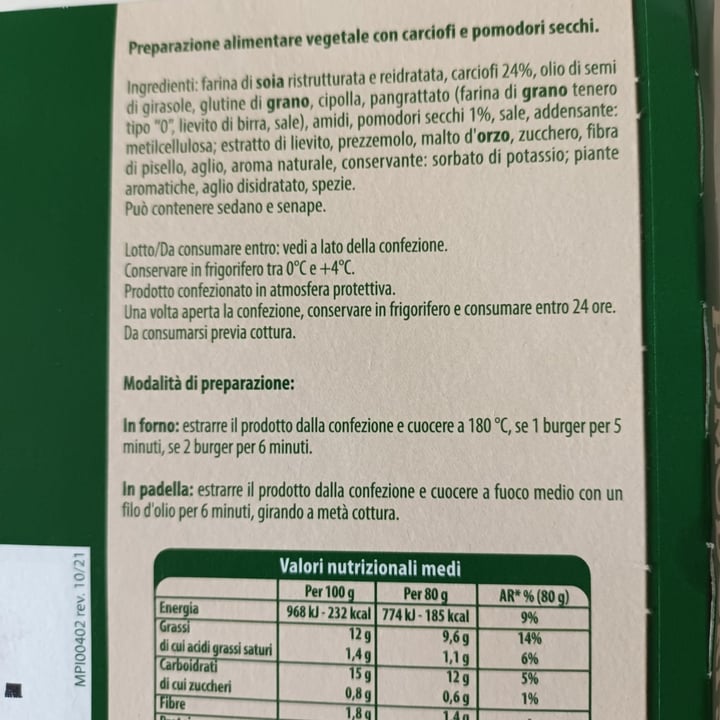 Preparazione alimentare vegetale con carciofi e pomodori secchi.
Ingredienti: farina di soia ristrutturata e reidratata, carciofi 24%, olio di semi
di girasole, glutine di grano, cipolla, pangrattato (farina di grano tenero
tipo "0", lievito di birra, sale), amidi, pomodori secchi 1%, sale, addensante:
metilcellulosa; estratto di lievito, prezzemolo, malto d'orzo, zucchero, fibra
di pisello, aglio, aroma naturale, conservante: sorbato di potassio; piante
aromatiche, aglio disidratato, spezie.
Può contenere sedano e senape.
Lotto/Da consumare entro: vedi a lato della confezione.
Conservare in frigorifero tra 0°C e +4°C.
Prodotto confezionato in atmosfera protettiva.
Una volta aperta la confezione, conservare in frigorifero e consumare entro 24 ore.
Da consumarsi previa cottura.
Modalità di preparazione:
In forno: estrarre il prodotto dalla confezione e cuocere a 180 °C, se 1 burger per 5
minuti, se 2 burger per 6 minuti.
In padella: estrarre il prodotto dalla confezione e cuocere a fuoco medio con un
filo d'olio per 6 minuti, girando a metà cottura.
Valori nutrizionali medi
Per 100 g Per 80 g AR* % (80 g)
Energia 968 kJ - 232 kcal 774 kJ - 185 kcal 9%
Grassi 12 g 9,6 g 14%
di cui acidi grassi saturi 1,4 g 1,1 g 6%
Carboidrati 15 g 12 g 5%
di cui zuccheri 0,8 g 0,6 g 1%
Fibre 1,8 g 1,4 g
MPI00402 rev. 10/21